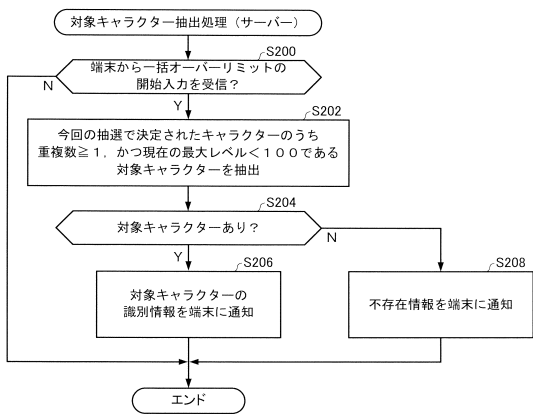 対象キャラクター抽出処理(サーバー)
S200
端末から一括オーバーリミットの
開始入力を受信?
N
Y
S202
今回の抽選で決定されたキャラクターのうち
重複数≧1,かつ現在の最大レベル<100である
対象キャラクターを抽出
S204
対象キャラクターあり?
N
Y
S206
対象キャラクターの
識別情報を端末に通知
S208
不存在情報を端末に通知
エンド